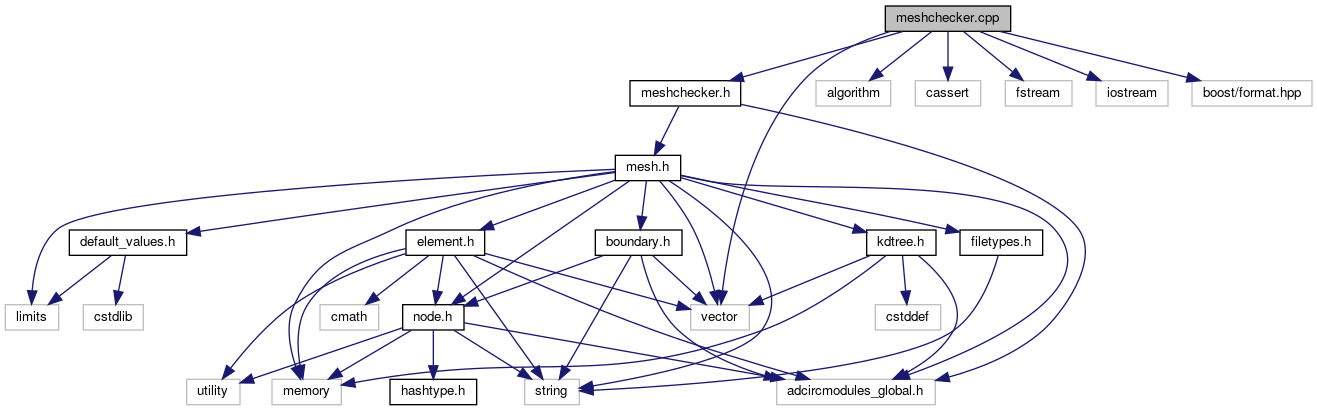 meshchecker.cpp
meshchecker.h
algorithm
cassert
fstream
iostream
boost/format.hpp
mesh.h
default_values.h
element.h
boundary.h
kdtree.h
filetypes.h
limits
cstdlib
cmath
node.h
vector
cstddef
utility
memory
hashtype.h
string
adcircmodules_global.h